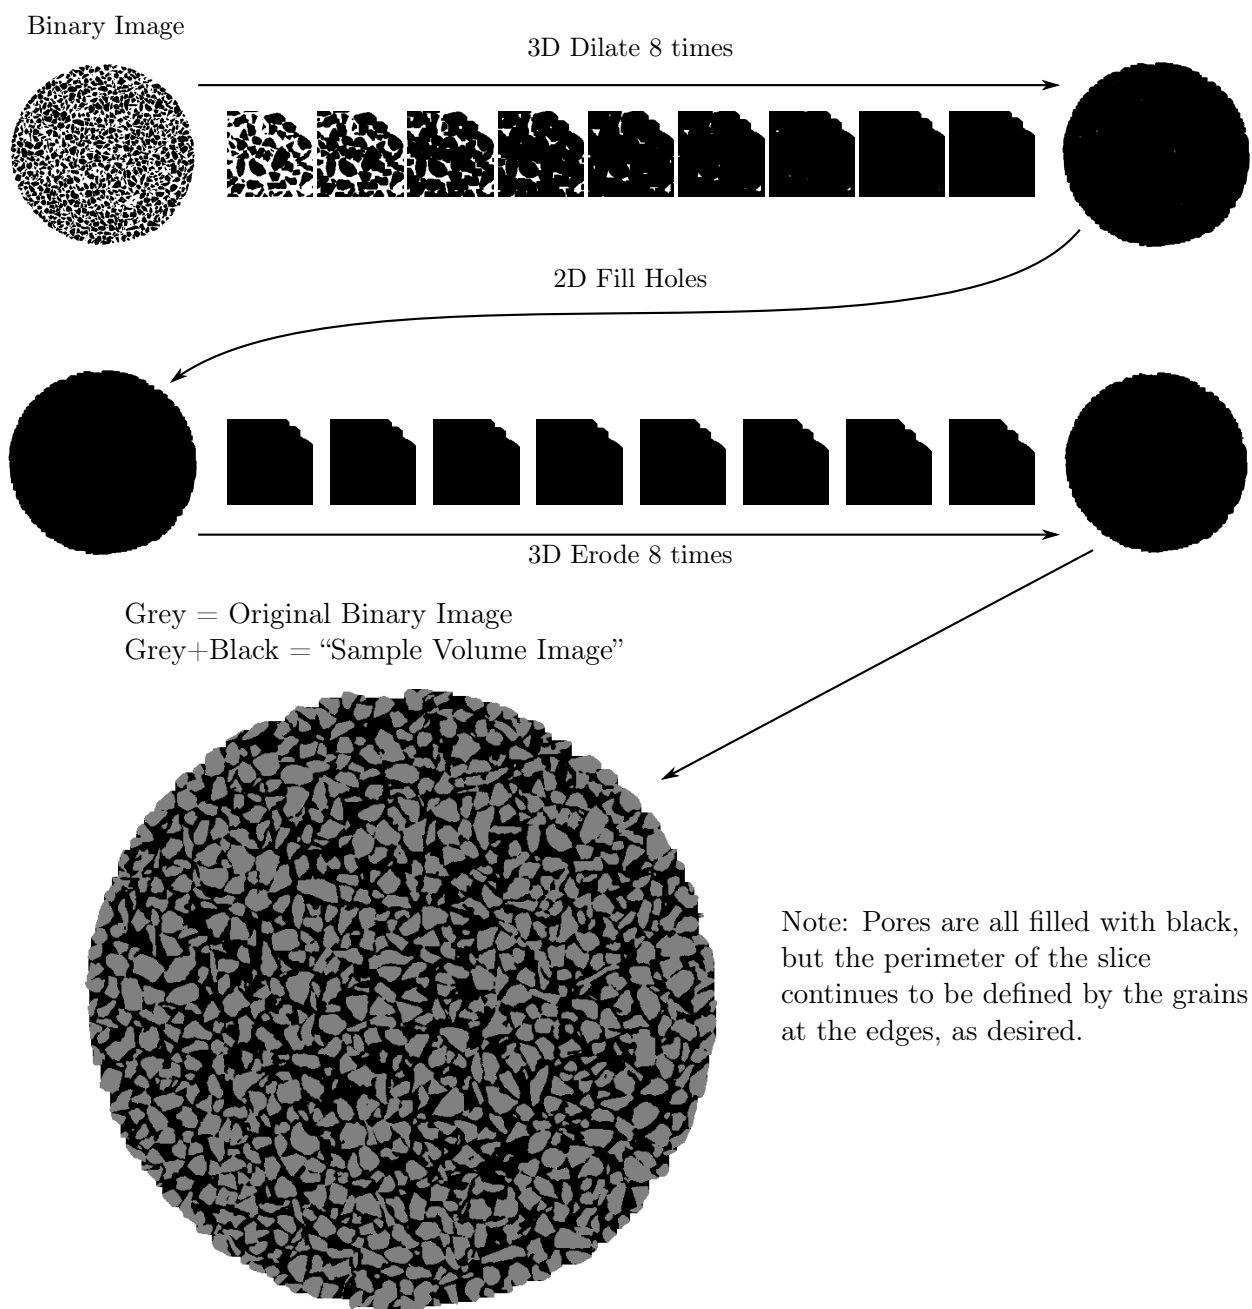 Binary Image
3D Dilate 8 times
2D Fill Holes
3D Erode 8 times
Grey = Original Binary Image
Grey+Black = “Sample Volume Image”
Note: Pores are all filled with black,
but the perimeter of the slice
continues to be defined by the grains
at the edges, as desired.